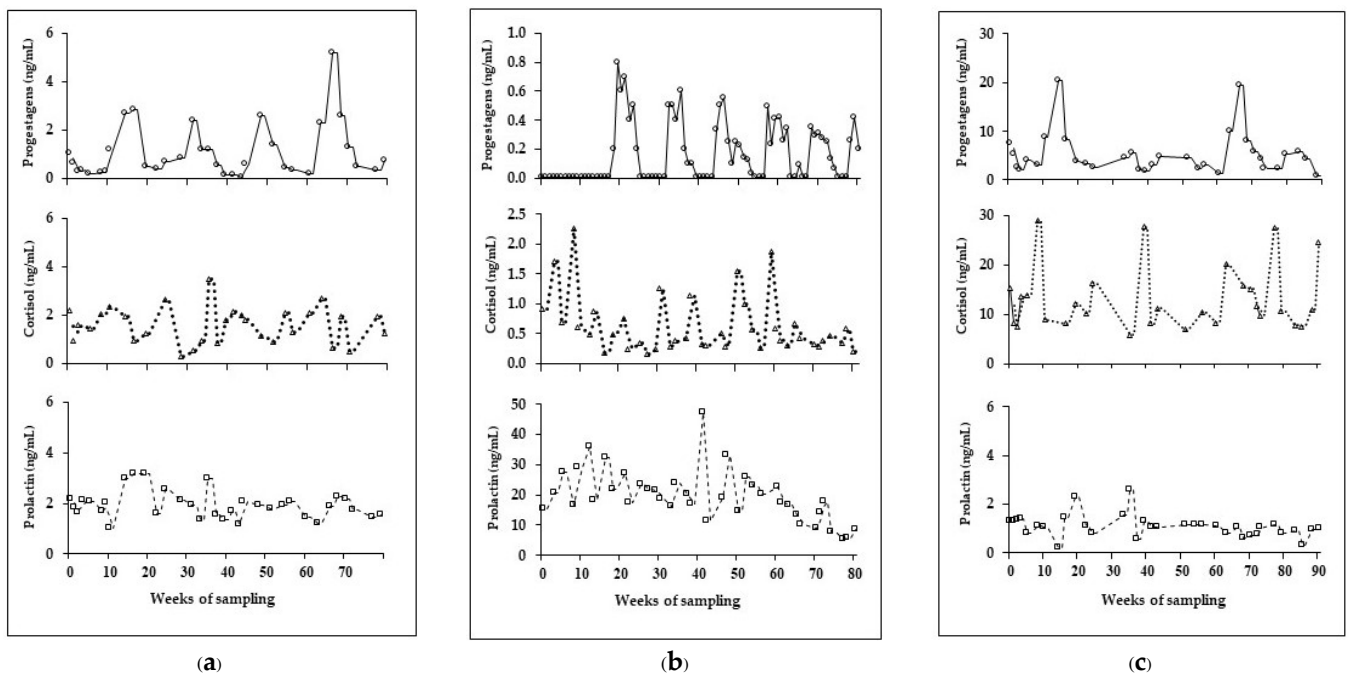 Progestagens (ng/mL)
6
4
2
0
Cortisol (ng/mL)
6
4
2
0
Prolactin (ng/mL)
6
4
2
0
0 10 20 30 40 50 60 70
Weeks of sampling
(a)
Progestagens (ng/mL)
1.0
0.8
0.6
0.4
0.2
0.0
Cortisol (ng/mL)
2.5
2.0
1.5
1.0
0.5
0.0
Prolactin (ng/mL)
50
40
30
20
10
0
0 10 20 30 40 50 60 70 80
Weeks of sampling
(b)
Progestagens (ng/mL)
30
20
10
0
Cortisol (ng/mL)
30
20
10
0
Prolactin (ng/mL)
6
4
2
0
0 10 20 30 40 50 60 70 80 90
Weeks of sampling
(c)